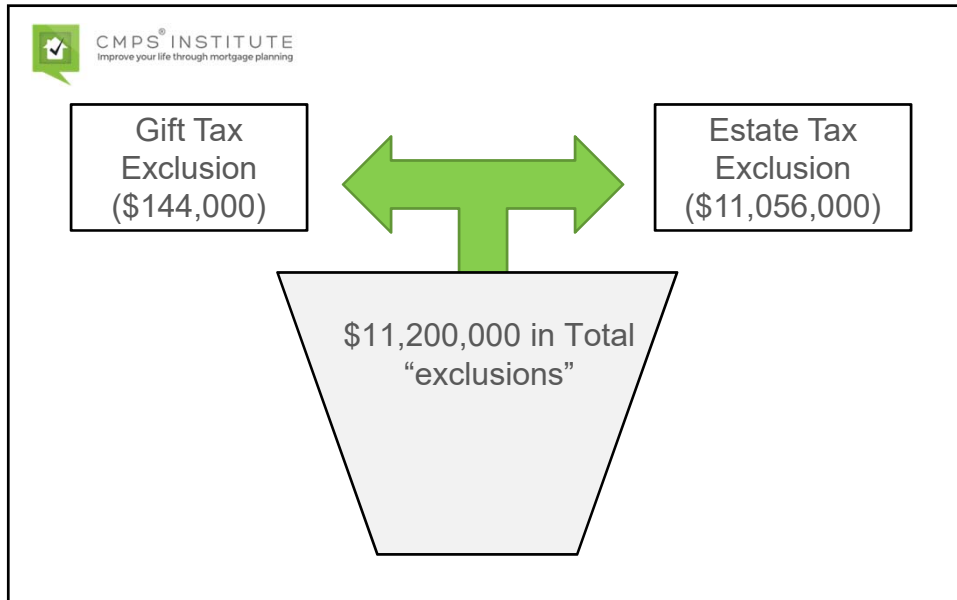 CMPS® INSTITUTE
Improve your life through mortgage planning
Gift Tax
Exclusion
($144,000)
Estate Tax
Exclusion
($11,056,000)
$11,200,000 in Total
“exclusions”